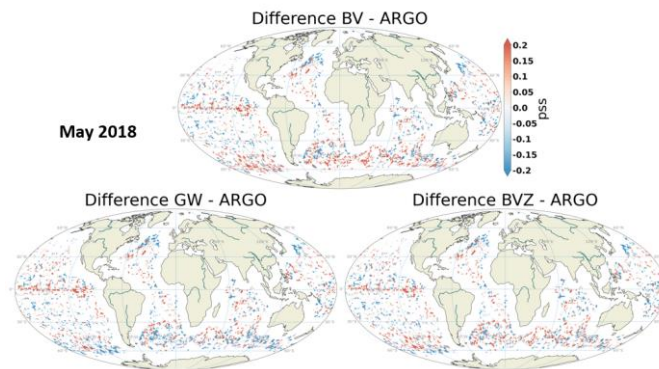 Difference BV - ARGO
0.2
0.15
0.10
0.05
0.0
-0.05
-0.1
-0.15
-0.2
pss
May 2018
Difference GW - ARGO
Difference BVZ - ARGO